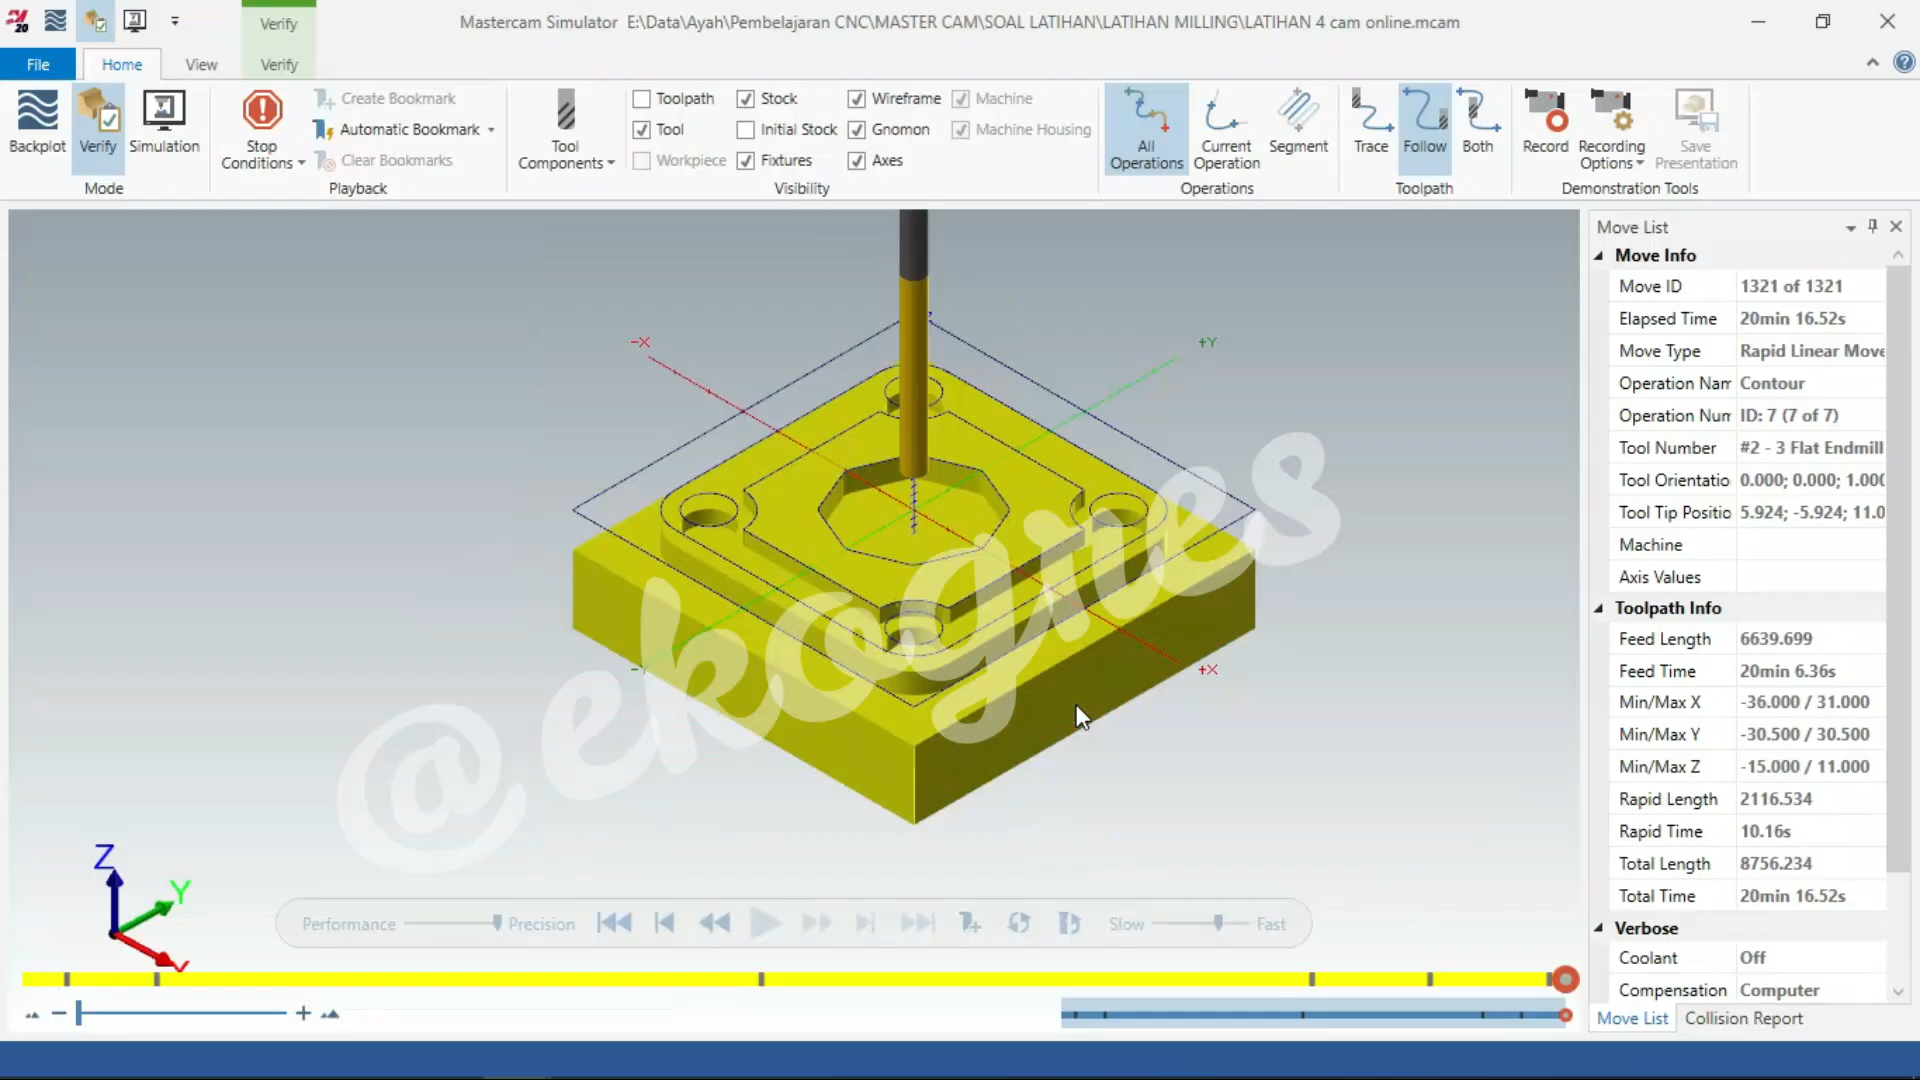 20
Verify
Mastercam Simulator E:\Data\Ayah\Pembelajaran CNC\MASTER CAM\SOAL LATIHAN\LATIHAN MILLING\LATIHAN 4 cam online.mcam
File
Home
View
Verify
Backplot
Verify
Simulation
Mode
Stop
Conditions
Create Bookmark
Automatic Bookmark
Clear Bookmarks
Playback
Tool
Components
Toolpath
Stock
Wireframe
Machine
Tool
Initial Stock
Gnomon
Machine Housing
Workpiece
Fixtures
Axes
Visibility
All
Operations
Current
Operation
Segment
Operations
Trace
Follow
Both
Toolpath
Record
Recording
Options
Save
Presentation
Demonstration Tools
-X
+Y
-Y
+X
@ekognes
Z
Y
Performance
Precision
Slow
Fast
Move List
Move Info
Move ID 1321 of 1321
Elapsed Time 20min 16.52s
Move Type Rapid Linear Move
Operation Nam Contour
Operation Num ID: 7 (7 of 7)
Tool Number #2 - 3 Flat Endmill
Tool Orientatio 0.000; 0.000; 1.000
Tool Tip Positio 5.924; -5.924; 11.0
Machine
Axis Values
Toolpath Info
Feed Length 6639.699
Feed Time 20min 6.36s
Min/Max X -36.000 / 31.000
Min/Max Y -30.500 / 30.500
Min/Max Z -15.000 / 11.000
Rapid Length 2116.534
Rapid Time 10.16s
Total Length 8756.234
Total Time 20min 16.52s
Verbose
Coolant Off
Compensation Computer
Move List
Collision Report